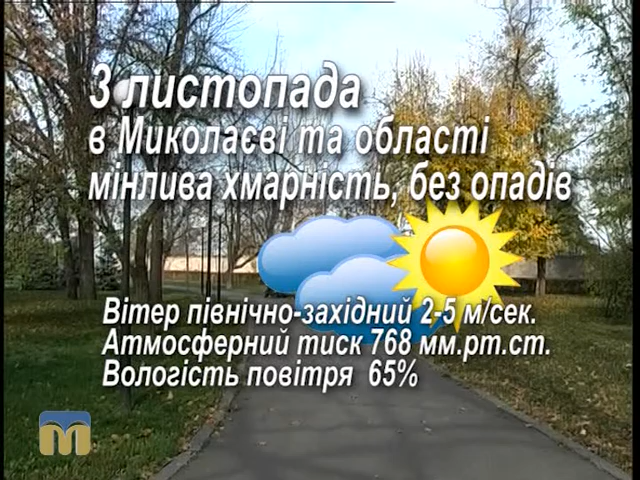 3 листопада
в Миколаєві та області
мінлива хмарність, без опадів
Вітер північно-західний 2-5 м/сек.
Атмосферний тиск 768 мм.рт.ст.
Вологість повітря 65%
М